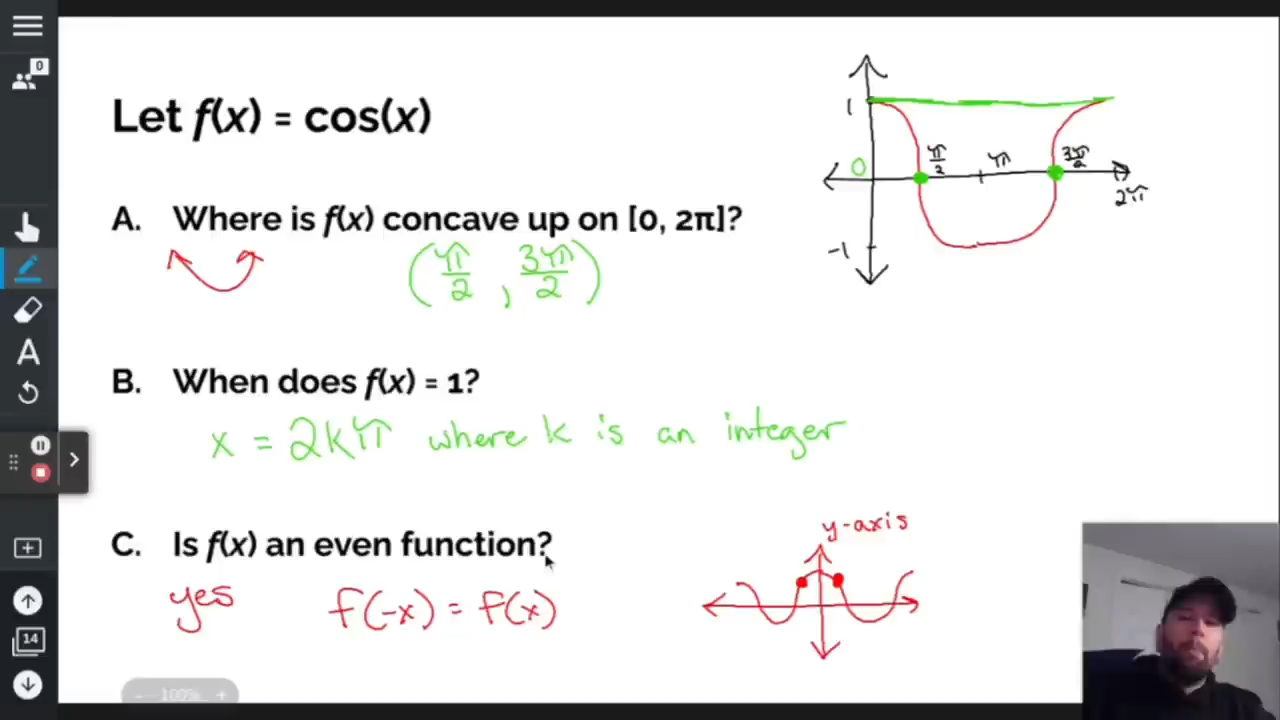 0
Let f(x) = cos(x)
1
0
π/2
π
3π/2
2π
-1
A. Where is f(x) concave up on [0, 2π]?
(π/2, 3π/2)
B. When does f(x) = 1?
x = 2kπ where k is an integer
C. Is f(x) an even function?
y-axis
yes f(-x) = f(x)
A
14
- 100% +